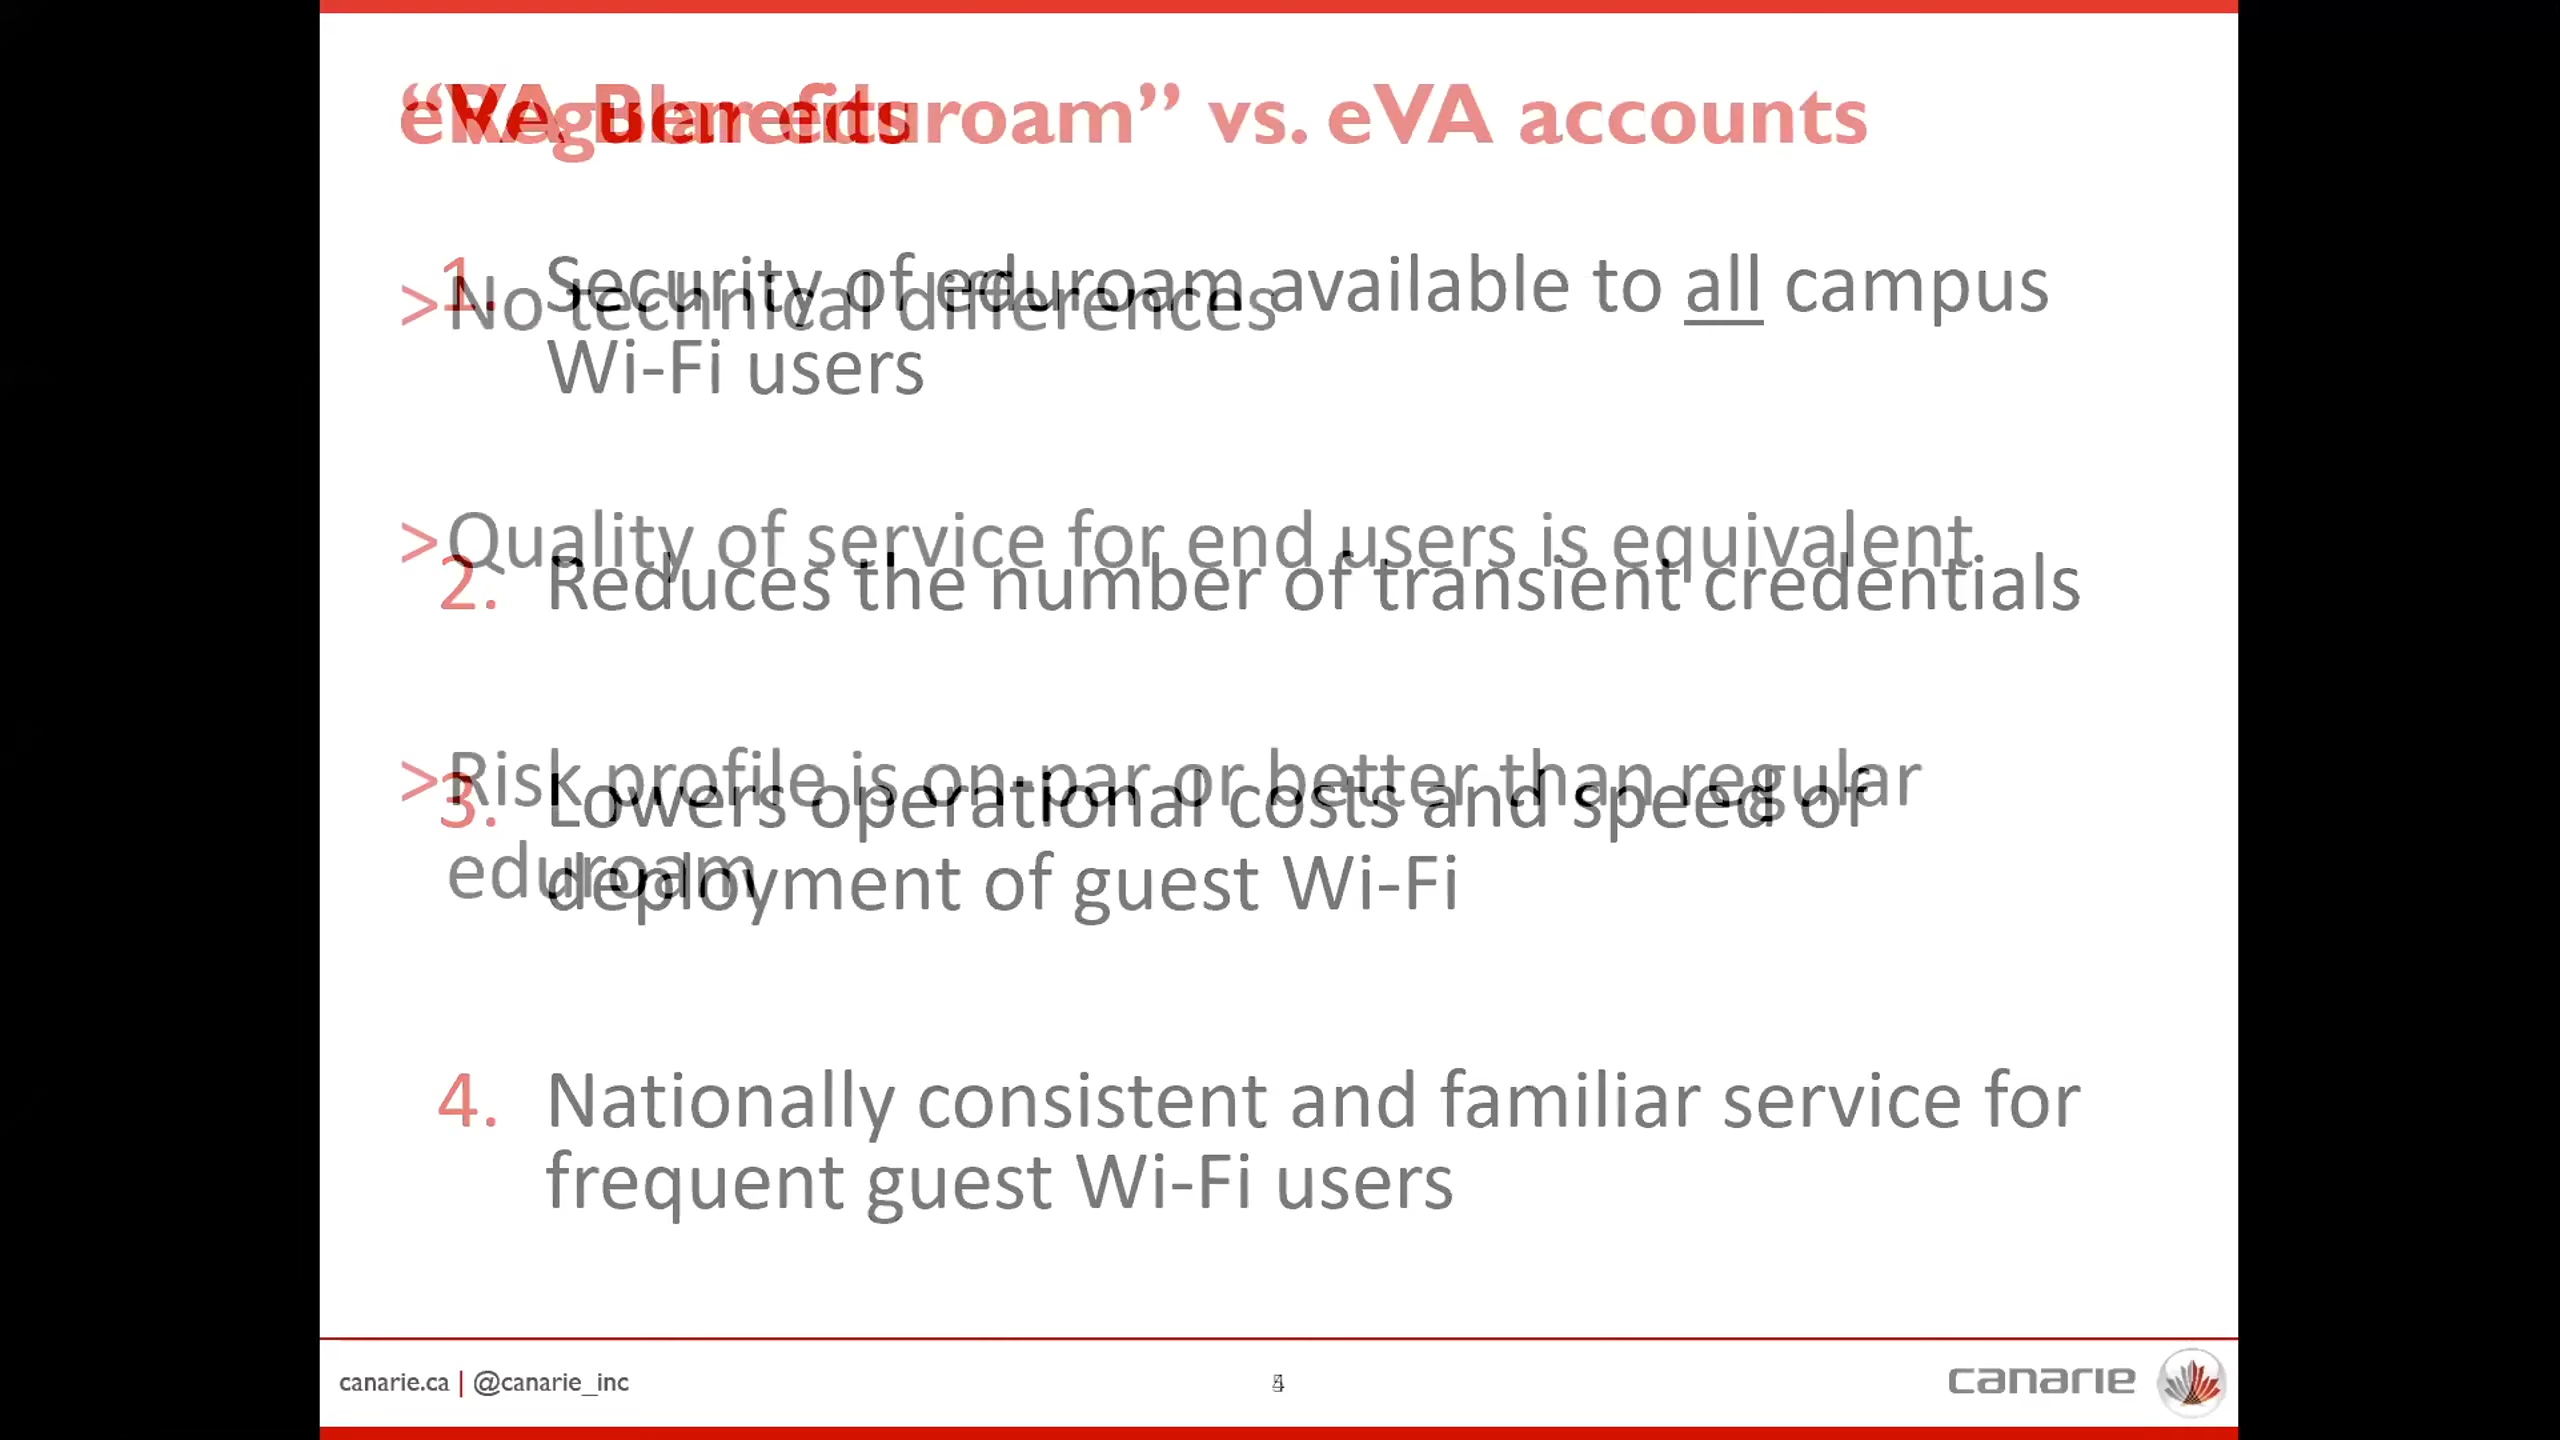 “Regular eduroam” vs. eVA accounts
eVA Benefits
1. Security of eduroam available to all campus
> No technical differences
Wi-Fi users
> Quality of service for end users is equivalent
2. Reduces the number of transient credentials
> Risk profile is on-par or better than regular
3. Lowers operational costs and speed of
eduroam
deployment of guest Wi-Fi
4. Nationally consistent and familiar service for
frequent guest Wi-Fi users
canarie.ca | @canarie_inc
canarie